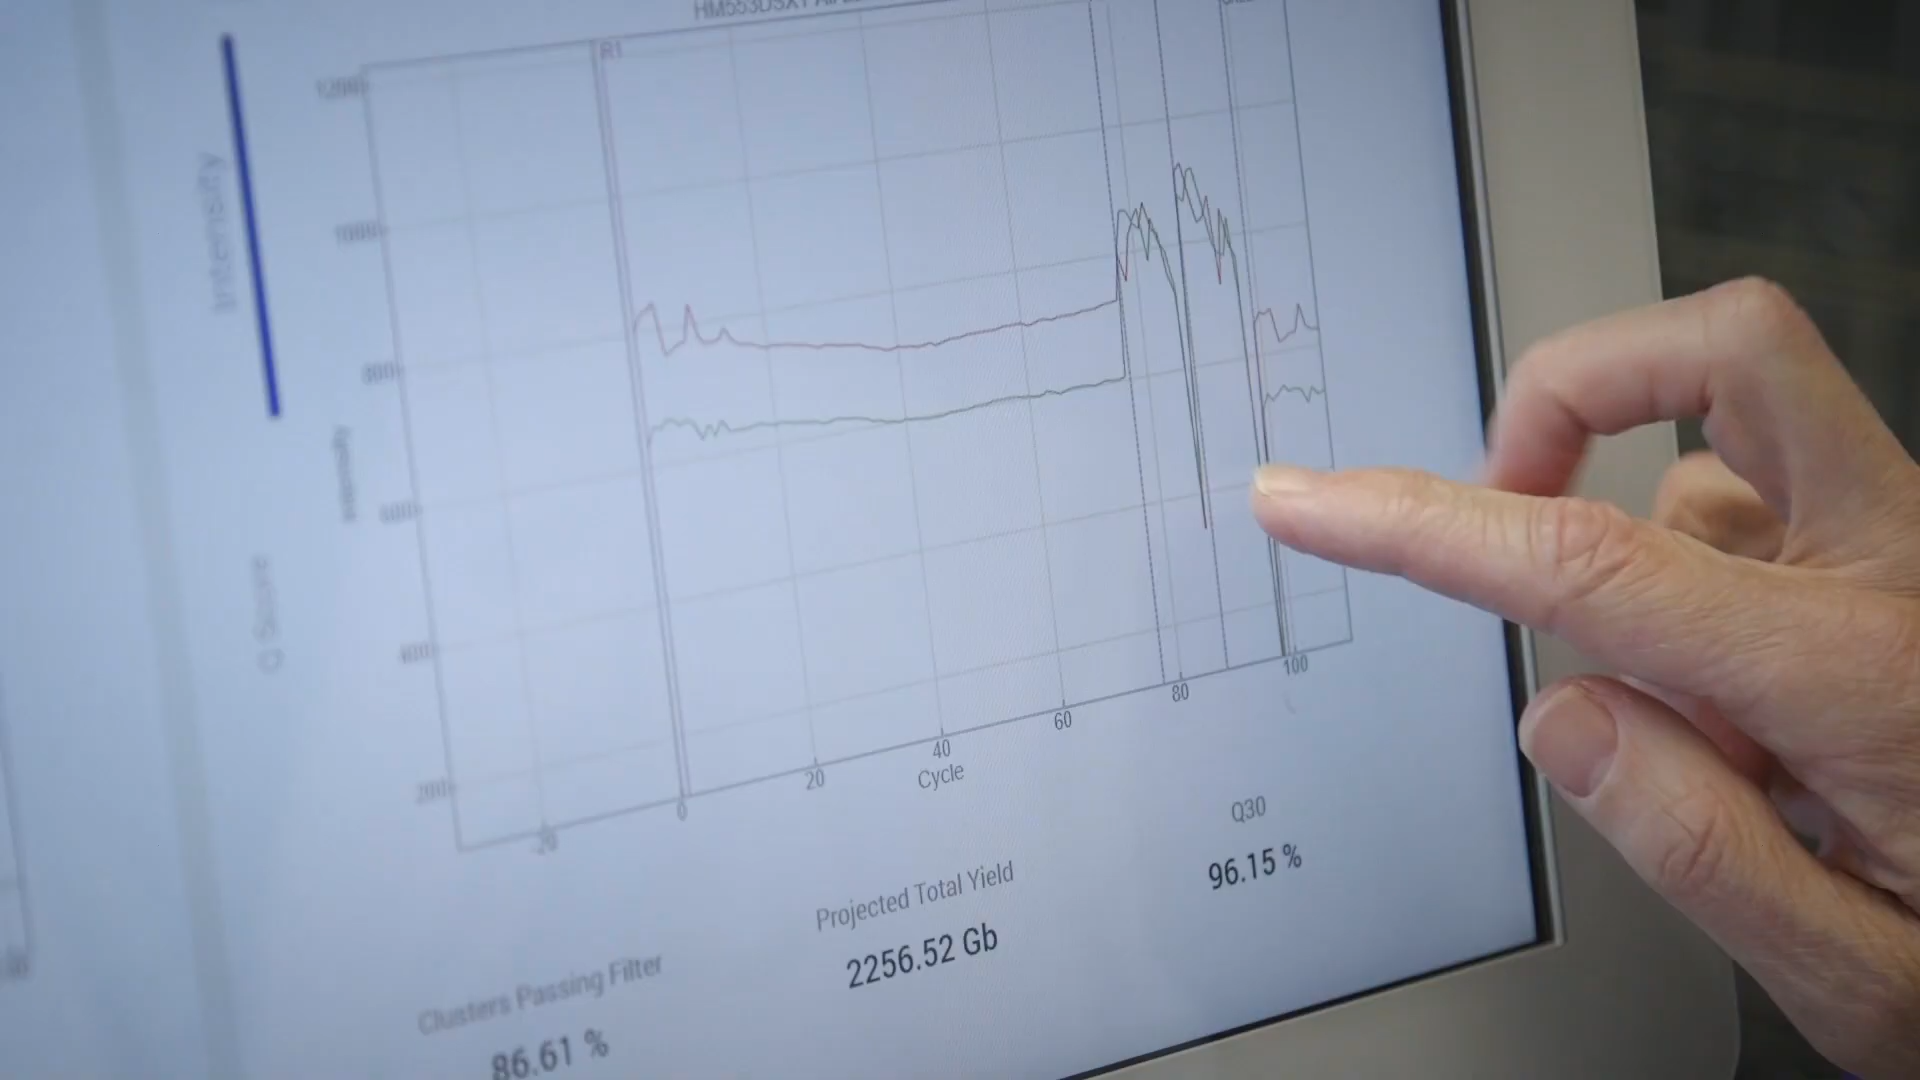 R1
1200
1000
800
600
400
200
Intensity
Intensity
Q Score
-20
0
20
40
60
80
100
Cycle
Clusters Passing Filter
86.61 %
Projected Total Yield
2256.52 Gb
Q30
96.15 %